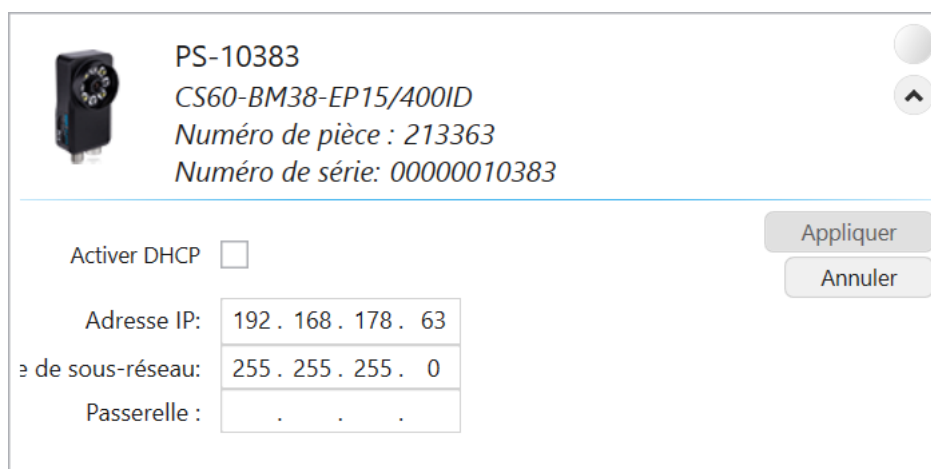 PS-10383
CS60-BM38-EP15/400ID
Numéro de pièce : 213363
Numéro de série: 00000010383
Appliquer
Activer DHCP
Annuler
Adresse IP: 192 . 168 . 178 . 63
e de sous-réseau: 255 . 255 . 255 . 0
Passerelle : . . .